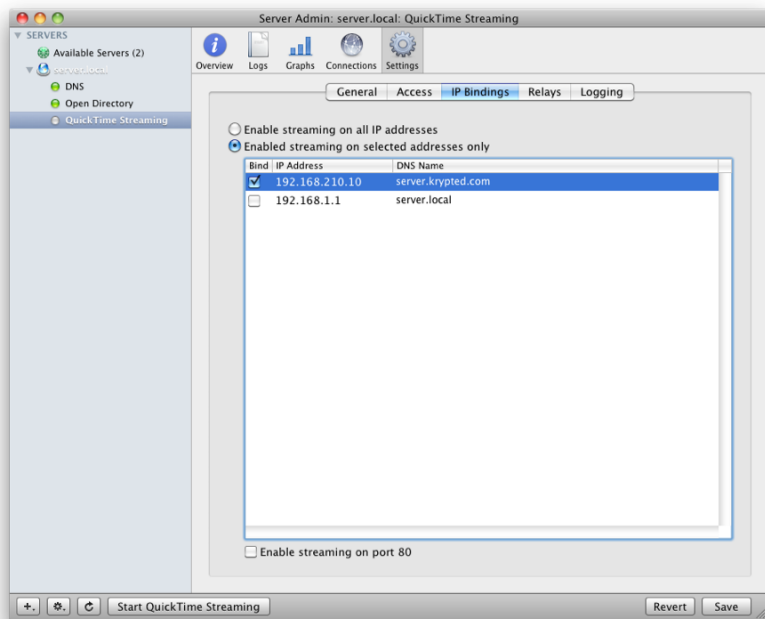 Server Admin: server.local: QuickTime Streaming
SERVERS
Available Servers (2)
server.local
DNS
Open Directory
QuickTime Streaming
Overview Logs Graphs Connections Settings
General Access IP Bindings Relays Logging
Enable streaming on all IP addresses
Enabled streaming on selected addresses only
Bind IP Address DNS Name
192.168.210.10 server.krypted.com
192.168.1.1 server.local
Enable streaming on port 80
+. Start QuickTime Streaming Revert Save